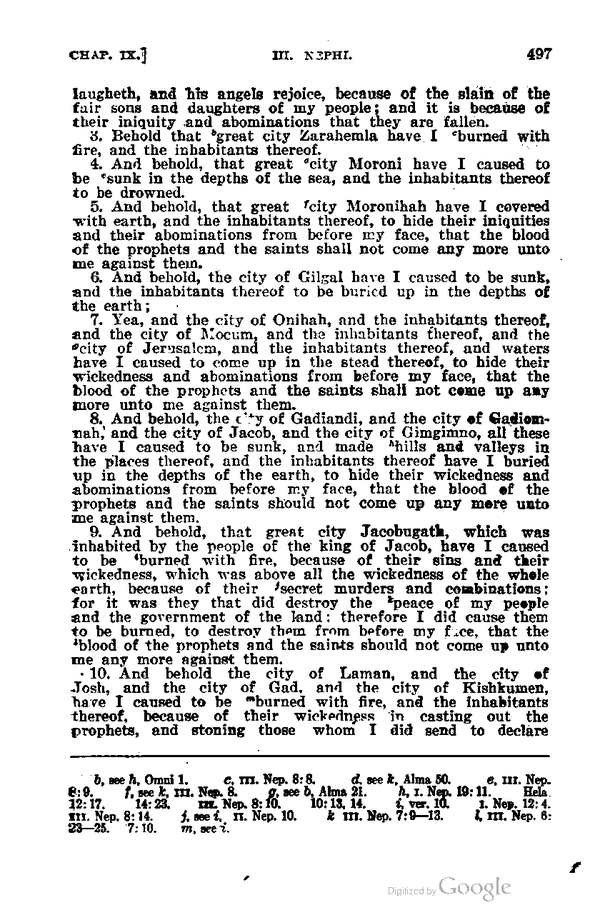 CHAP. IX.] III. NEPHI. 497
laugheth, and his angels rejoice, because of the slain of the
fair sons and daughters of my people; and it is because of
their iniquity and abominations that they are fallen.
3. Behold that ᵇgreat city Zarahemla have I ᶜburned with
fire, and the inhabitants thereof.
4. And behold, that great ᵈcity Moroni have I caused to
be ᵉsunk in the depths of the sea, and the inhabitants thereof
to be drowned.
5. And behold, that great ᶠcity Moronihah have I covered
with earth, and the inhabitants thereof, to hide their iniquities
and their abominations from before my face, that the blood
of the prophets and the saints shall not come any more unto
me against them.
6. And behold, the city of Gilgal have I caused to be sunk,
and the inhabitants thereof to be buried up in the depths of
the earth;
7. Yea, and the city of Onihah, and the inhabitants thereof,
and the city of Mocum, and the inhabitants thereof, and the
ᵍcity of Jerusalem, and the inhabitants thereof, and waters
have I caused to come up in the stead thereof, to hide their
wickedness and abominations from before my face, that the
blood of the prophets and the saints shall not come up any
more unto me against them.
8. And behold, the city of Gadiandi, and the city of Gadiom-
nah, and the city of Jacob, and the city of Gimgimno, all these
have I caused to be sunk, and made ʰhills and valleys in
the places thereof, and the inhabitants thereof have I buried
up in the depths of the earth, to hide their wickedness and
abominations from before my face, that the blood of the
prophets and the saints should not come up any more unto
me against them.
9. And behold, that great city Jacobugath, which was
inhabited by the people of the king of Jacob, have I caused
to be ⁱburned with fire, because of their sins and their
wickedness, which was above all the wickedness of the whole
earth, because of their ʲsecret murders and combinations;
for it was they that did destroy the ᵏpeace of my people
and the government of the land: therefore I did cause them
to be burned, to destroy them from before my face, that the
ˡblood of the prophets and the saints should not come up unto
me any more against them.
10. And behold the city of Laman, and the city of
Josh, and the city of Gad, and the city of Kishkumen,
have I caused to be ᵐburned with fire, and the inhabitants
thereof, because of their wickedness in casting out the
prophets, and stoning those whom I did send to declare
b, see h, Omni 1. c, III. Nep. 8:8. d, see k, Alma 50. e, III. Nep.
8:9. f, see k, III. Nep. 8. g, see b, Alma 21. h, I. Nep. 19:11. Hela.
12:17. 14:23. III. Nep. 8:10. 10:13, 14. i, ver. 10. I. Nep. 12:4.
III. Nep. 8:14. j, see i, II. Nep. 10. k III. Nep. 7:9—13. l, III. Nep. 6:
23—25. 7:10. m, see i.
f
Digitized by Google